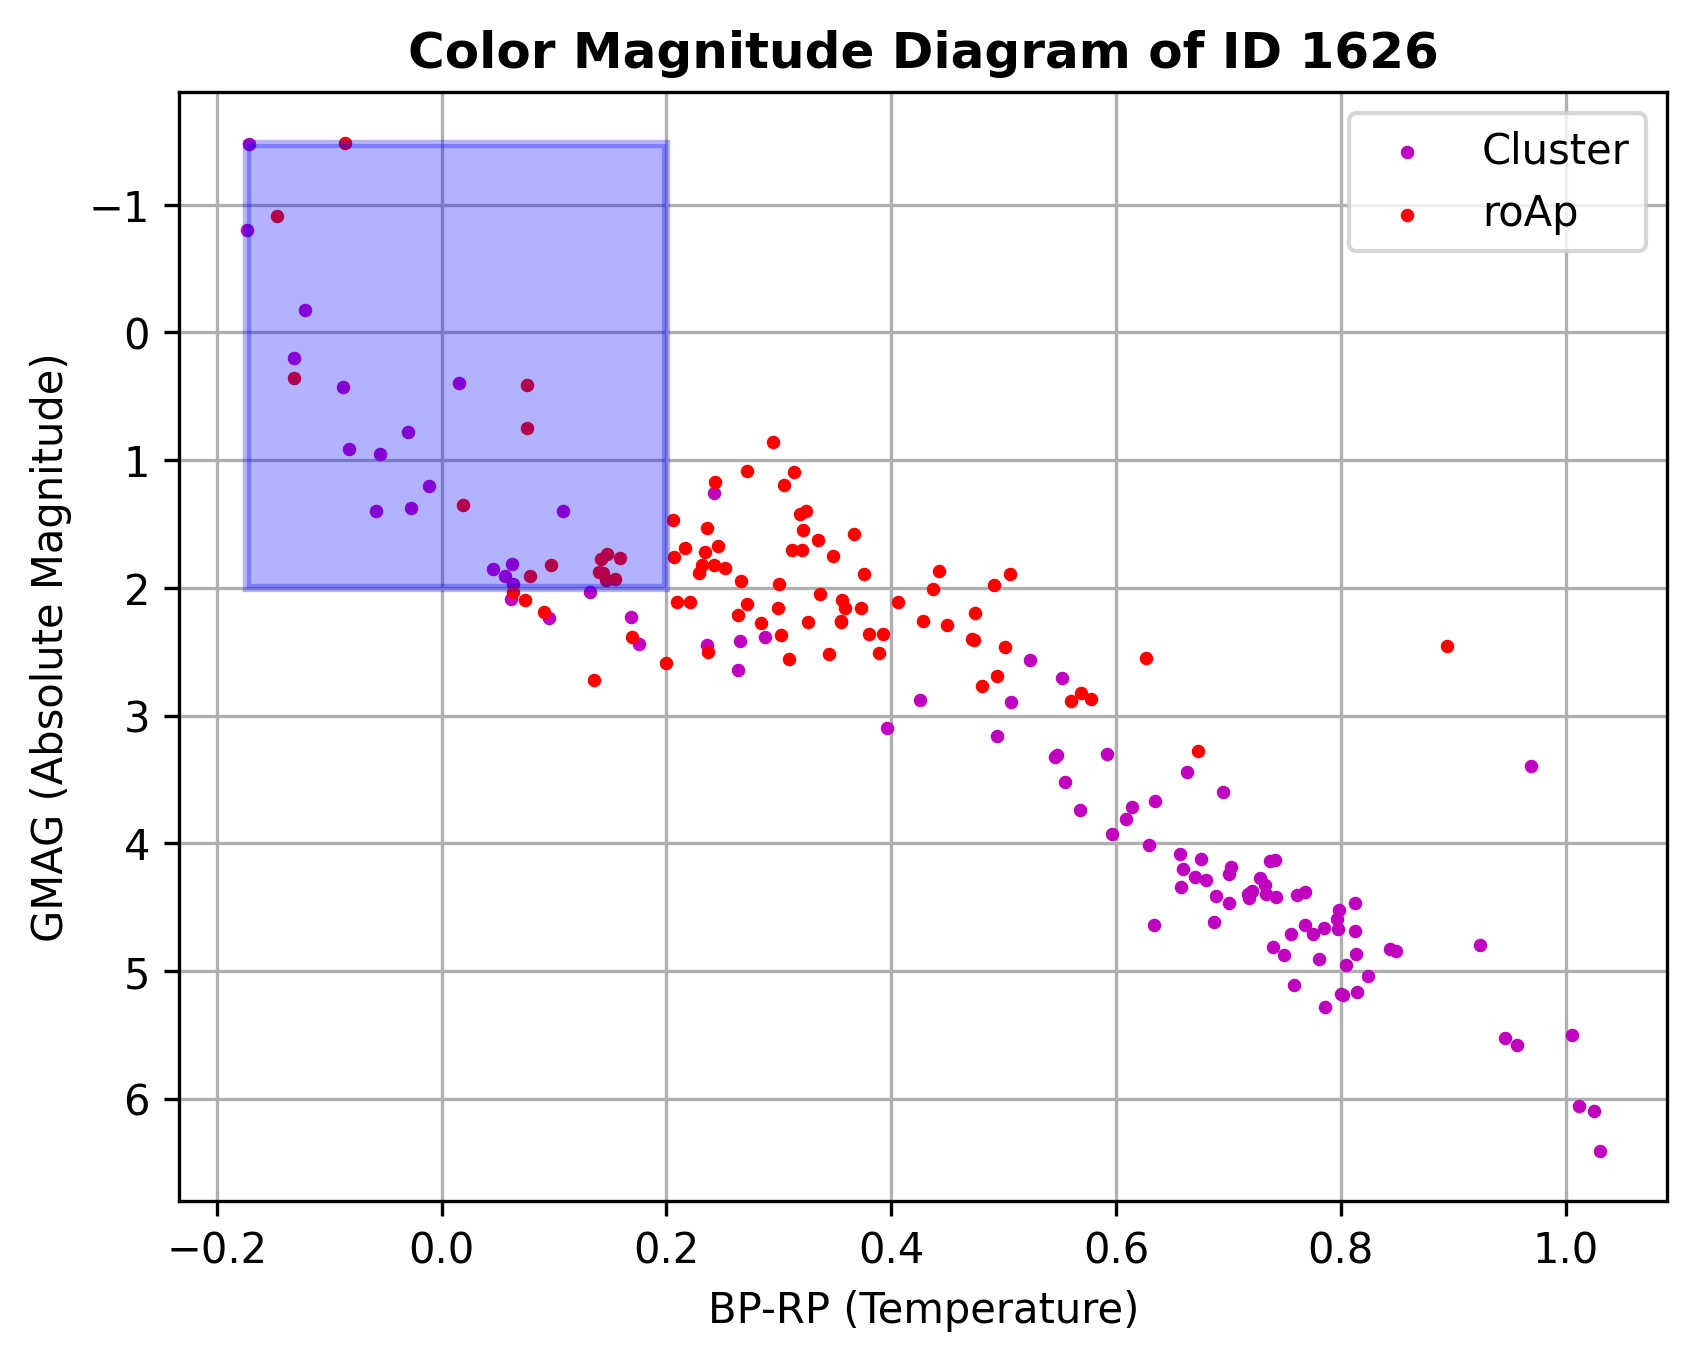 Color Magnitude Diagram of ID 1626
Cluster
roAp
−1
0
1
2
3
4
5
6
GMAG (Absolute Magnitude)
−0.2 0.0 0.2 0.4 0.6 0.8 1.0
BP-RP (Temperature)